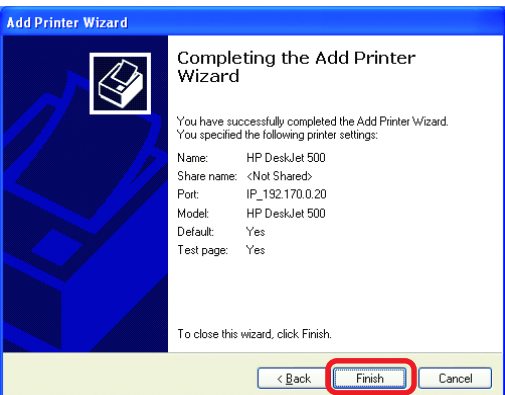 Add Printer Wizard
Completing the Add Printer
Wizard
You have successfully completed the Add Printer Wizard.
You specified the following printer settings:
Name: HP DeskJet 500
Share name: <Not Shared>
Port: IP_192.170.0.20
Model: HP DeskJet 500
Default: Yes
Test page: Yes
To close this wizard, click Finish.
< Back Finish Cancel